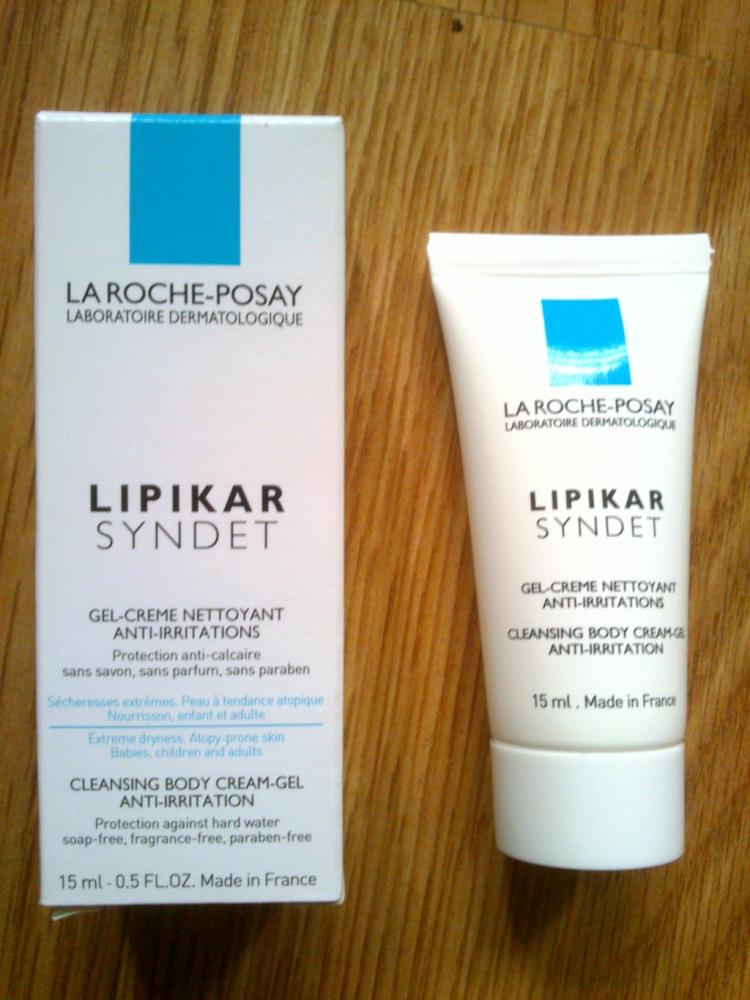 LA ROCHE-POSAY
LABORATOIRE DERMATOLOGIQUE
LIPIKAR
SYNDET
GEL-CREME NETTOYANT
ANTI-IRRITATIONS
Protection anti-calcaire
sans savon, sans parfum, sans paraben
Sécheresses extrêmes. Peau à tendance atopique
Nourrisson, enfant et adulte
Extreme dryness. Atopy-prone skin
Babies, children and adults
CLEANSING BODY CREAM-GEL
ANTI-IRRITATION
Protection against hard water
soap-free, fragrance-free, paraben-free
15 ml - 0.5 FL.OZ. Made in France
LA ROCHE-POSAY
LABORATOIRE DERMATOLOGIQUE
LIPIKAR
SYNDET
GEL-CREME NETTOYANT
ANTI-IRRITATIONS
CLEANSING BODY CREAM-GEL
ANTI-IRRITATION
15 ml . Made in France